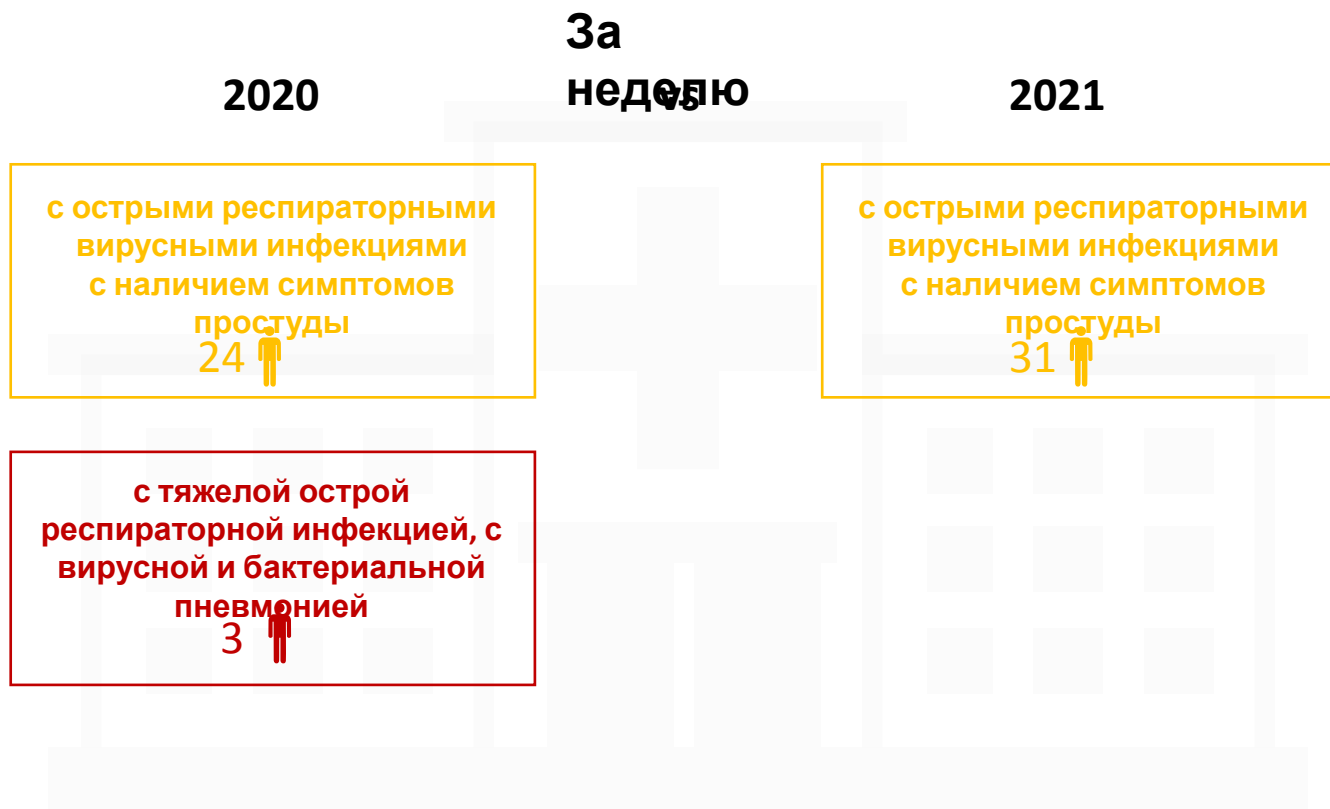 За
неделю
2020
vs
2021
с острыми респираторными
вирусными инфекциями
с наличием симптомов
простуды
24
с острыми респираторными
вирусными инфекциями
с наличием симптомов
простуды
31
с тяжелой острой
респираторной инфекцией, с
вирусной и бактериальной
пневмонией
3